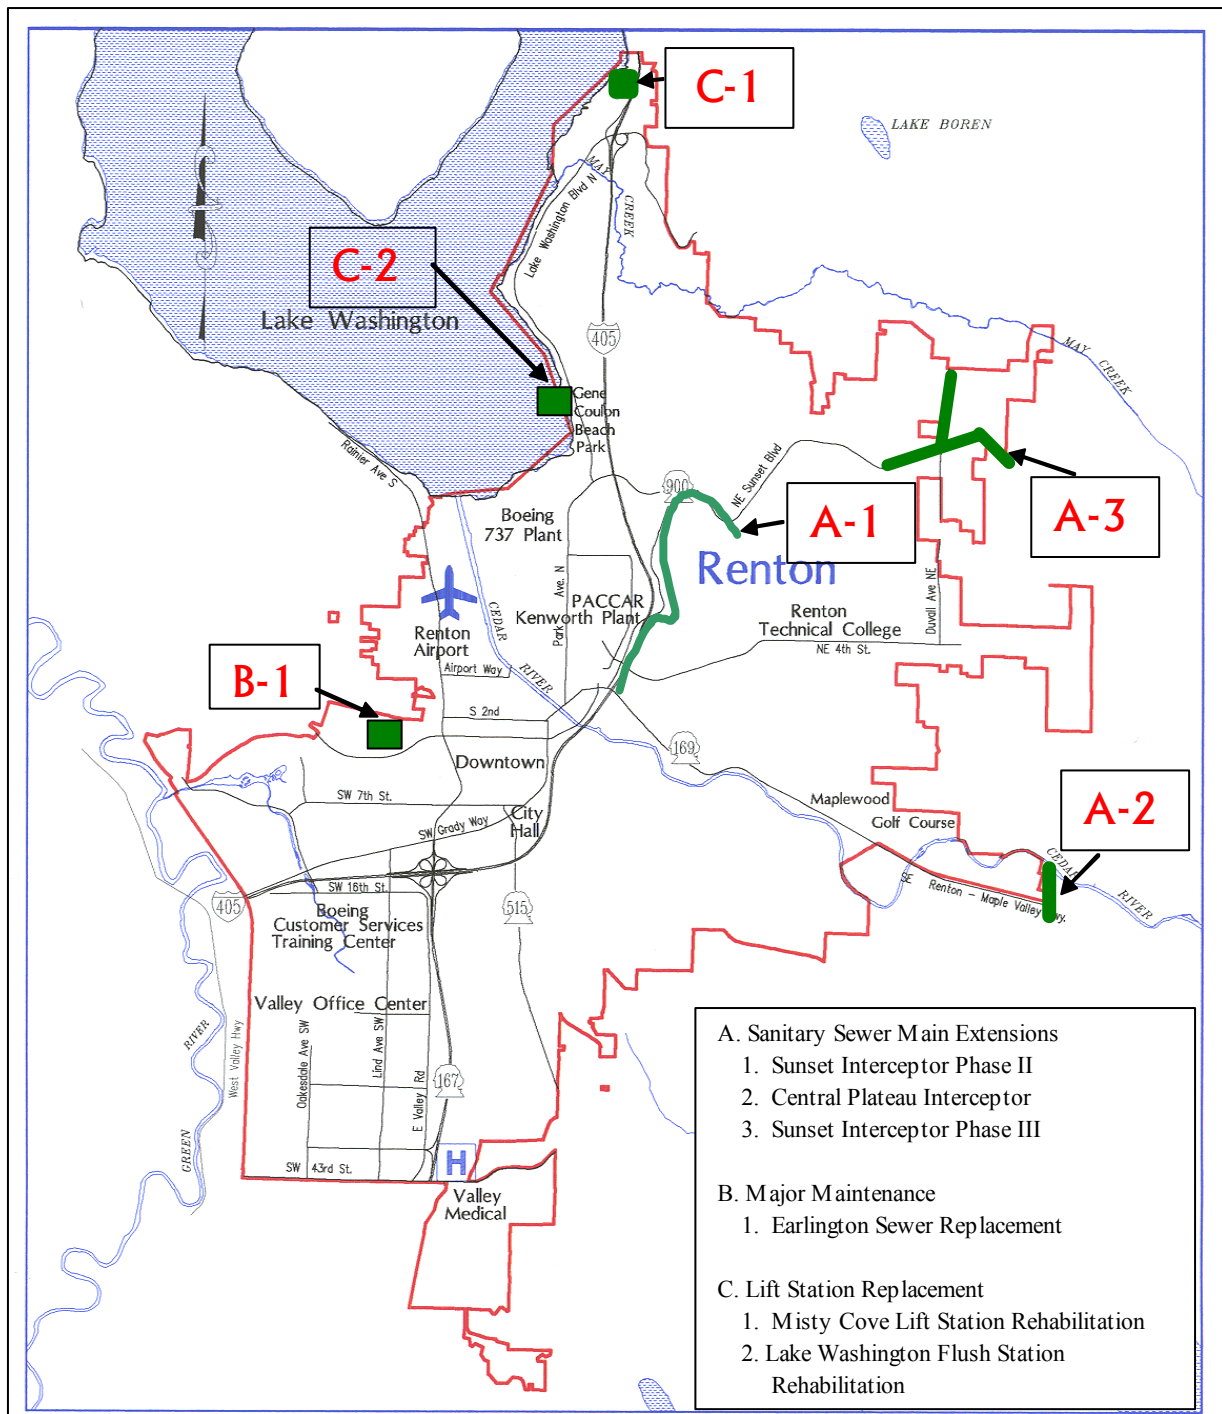 C-1
LAKE BOREN
MAY
CREEK
Lake Washington Blvd N
C-2
Lake Washington
405
MAY
CREEK
Gene
Coulon
Beach
Park
Rainier Ave S
NE Sunset Blvd
900
A-3
A-1
Boeing
737 Plant
Renton
PACCAR
Kenworth Plant
Park Ave. N
CEDAR
RIVER
Renton
Technical College
NE 4th St.
Duvall Ave NE
Renton
Airport
Airport Way
B-1
S 2nd
169
Downtown
SW 7th St.
City
Hall
SW Grady Way
Maplewood
Golf Course
A-2
CEDAR
RIVER
SE Renton - Maple Valley Hwy.
SW 16th St.
405
515
Boeing
Customer Services
Training Center
Valley Office Center
RIVER
GREEN
West Valley Hwy
Oakesdale Ave SW
Lind Ave SW
E Valley Rd
167
SW 43rd St.
H
Valley
Medical
A. Sanitary Sewer Main Extensions
1. Sunset Interceptor Phase II
2. Central Plateau Interceptor
3. Sunset Interceptor Phase III
B. Major Maintenance
1. Earlington Sewer Replacement
C. Lift Station Replacement
1. Misty Cove Lift Station Rehabilitation
2. Lake Washington Flush Station
Rehabilitation